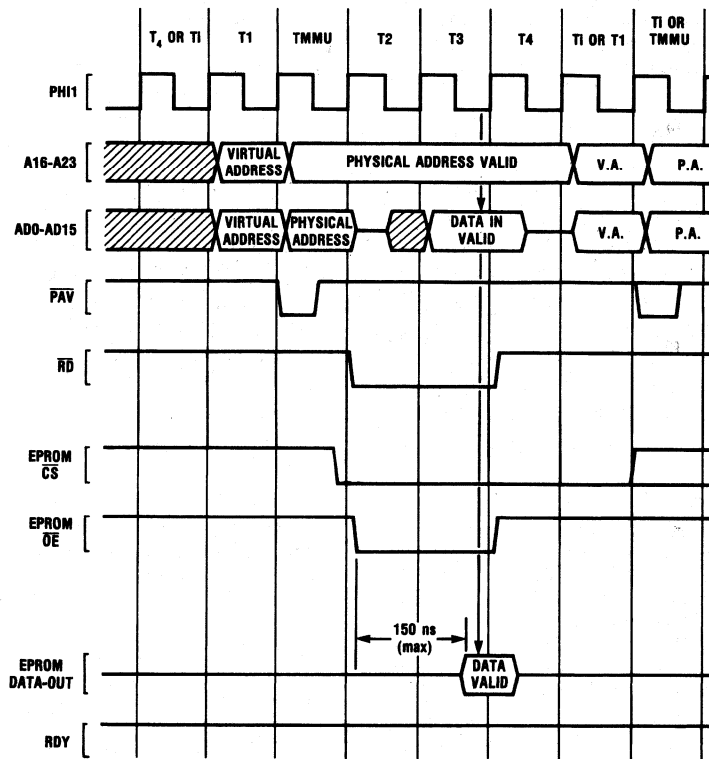 T4 OR Ti
T1
TMMU
T2
T3
T4
Ti OR T1
Ti OR
TMMU
PHI1
A16-A23
VIRTUAL
ADDRESS
PHYSICAL ADDRESS VALID
V.A.
P.A.
AD0-AD15
VIRTUAL
ADDRESS
PHYSICAL
ADDRESS
DATA IN
VALID
V.A.
P.A.
PAV
RD
EPROM
CS
EPROM
OE
150 ns
(max)
EPROM
DATA-OUT
DATA
VALID
RDY